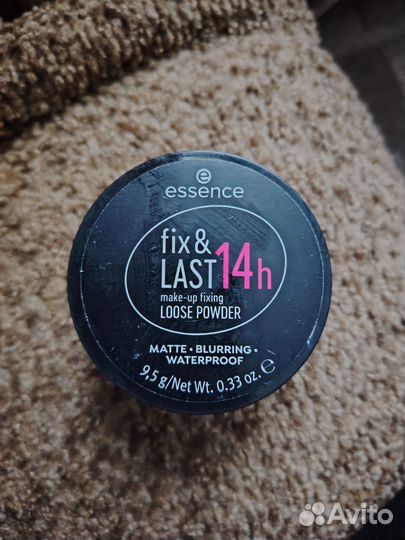 essence
fix &
LAST 14h
make-up fixing
LOOSE POWDER
MATTE • BLURRING •
WATERPROOF
9,5 g/Net Wt. 0.33 oz. ℮
Avito